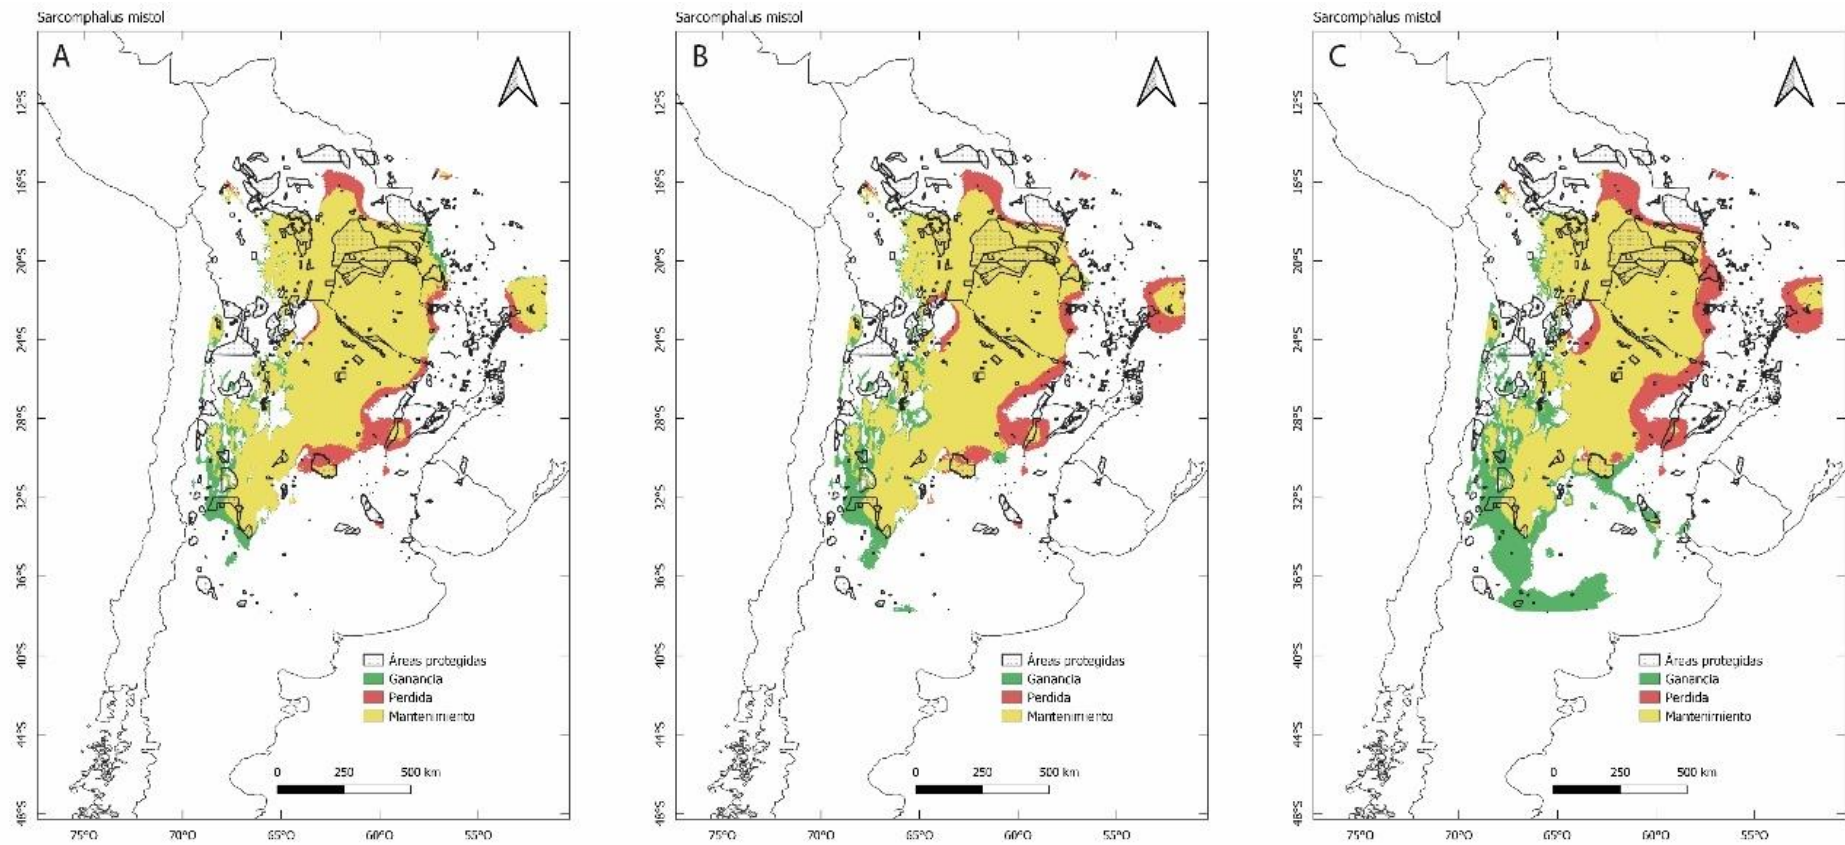 Sarcomphalus mistol
A
12°S
16°S
20°S
24°S
28°S
32°S
36°S
40°S
44°S
48°S
Áreas protegidas
Ganancia
Perdida
Mantenimiento
0 250 500 km
75°O 70°O 65°O 60°O 55°O
Sarcomphalus mistol
B
12°S
16°S
20°S
24°S
28°S
32°S
36°S
40°S
44°S
48°S
Áreas protegidas
Ganancia
Perdida
Mantenimiento
0 250 500 km
75°O 70°O 65°O 60°O 55°O
Sarcomphalus mistol
C
12°S
16°S
20°S
24°S
28°S
32°S
36°S
40°S
44°S
48°S
Áreas protegidas
Ganancia
Perdida
Mantenimiento
0 250 500 km
75°O 70°O 65°O 60°O 55°O